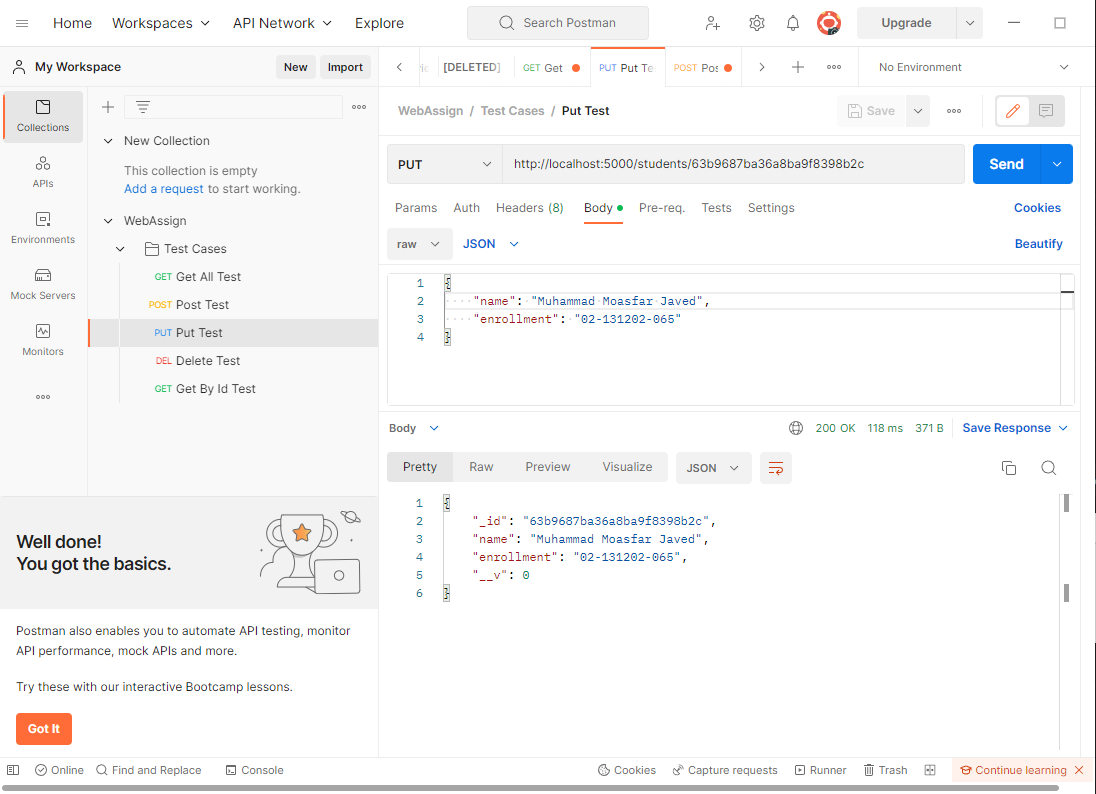 Home Workspaces API Network Explore Search Postman Upgrade
My Workspace New Import
[DELETED] GET Get PUT Put Te POST Pos No Environment
Collections
APIs
Environments
Mock Servers
Monitors
New Collection
This collection is empty
Add a request to start working.
WebAssign
Test Cases
GET Get All Test
POST Post Test
PUT Put Test
DEL Delete Test
GET Get By Id Test
Well done!
You got the basics.
Postman also enables you to automate API testing, monitor
API performance, mock APIs and more.
Try these with our interactive Bootcamp lessons.
Got It
WebAssign / Test Cases / Put Test Save
PUT http://localhost:5000/students/63b9687ba36a8ba9f8398b2c Send
Params Auth Headers (8) Body Pre-req. Tests Settings Cookies
raw JSON Beautify
1 {
2 "name": "Muhammad Moasfar Javed",
3 "enrollment": "02-131202-065"
4 }
Body 200 OK 118 ms 371 B Save Response
Pretty Raw Preview Visualize JSON
1 {
2 "_id": "63b9687ba36a8ba9f8398b2c",
3 "name": "Muhammad Moasfar Javed",
4 "enrollment": "02-131202-065",
5 "__v": 0
6 }
Online Find and Replace Console Cookies Capture requests Runner Trash Continue learning